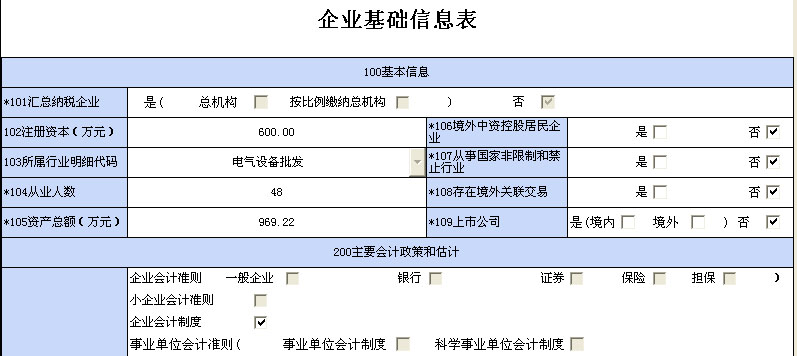 企业基础信息表
100基本信息
*101汇总纳税企业 是( 总机构 按比例缴纳总机构 ) 否
102注册资本（万元） 600.00 *106境外中资控股居民企业 是 否
103所属行业明细代码 电气设备批发 *107从事国家非限制和禁止行业 是 否
*104从业人数 48 *108存在境外关联交易 是 否
*105资产总额（万元） 969.22 *109上市公司 是(境内 境外 ) 否
200主要会计政策和估计
企业会计准则 一般企业 银行 证券 保险 担保 )
小企业会计准则
企业会计制度
事业单位会计准则( 事业单位会计制度 科学事业单位会计制度